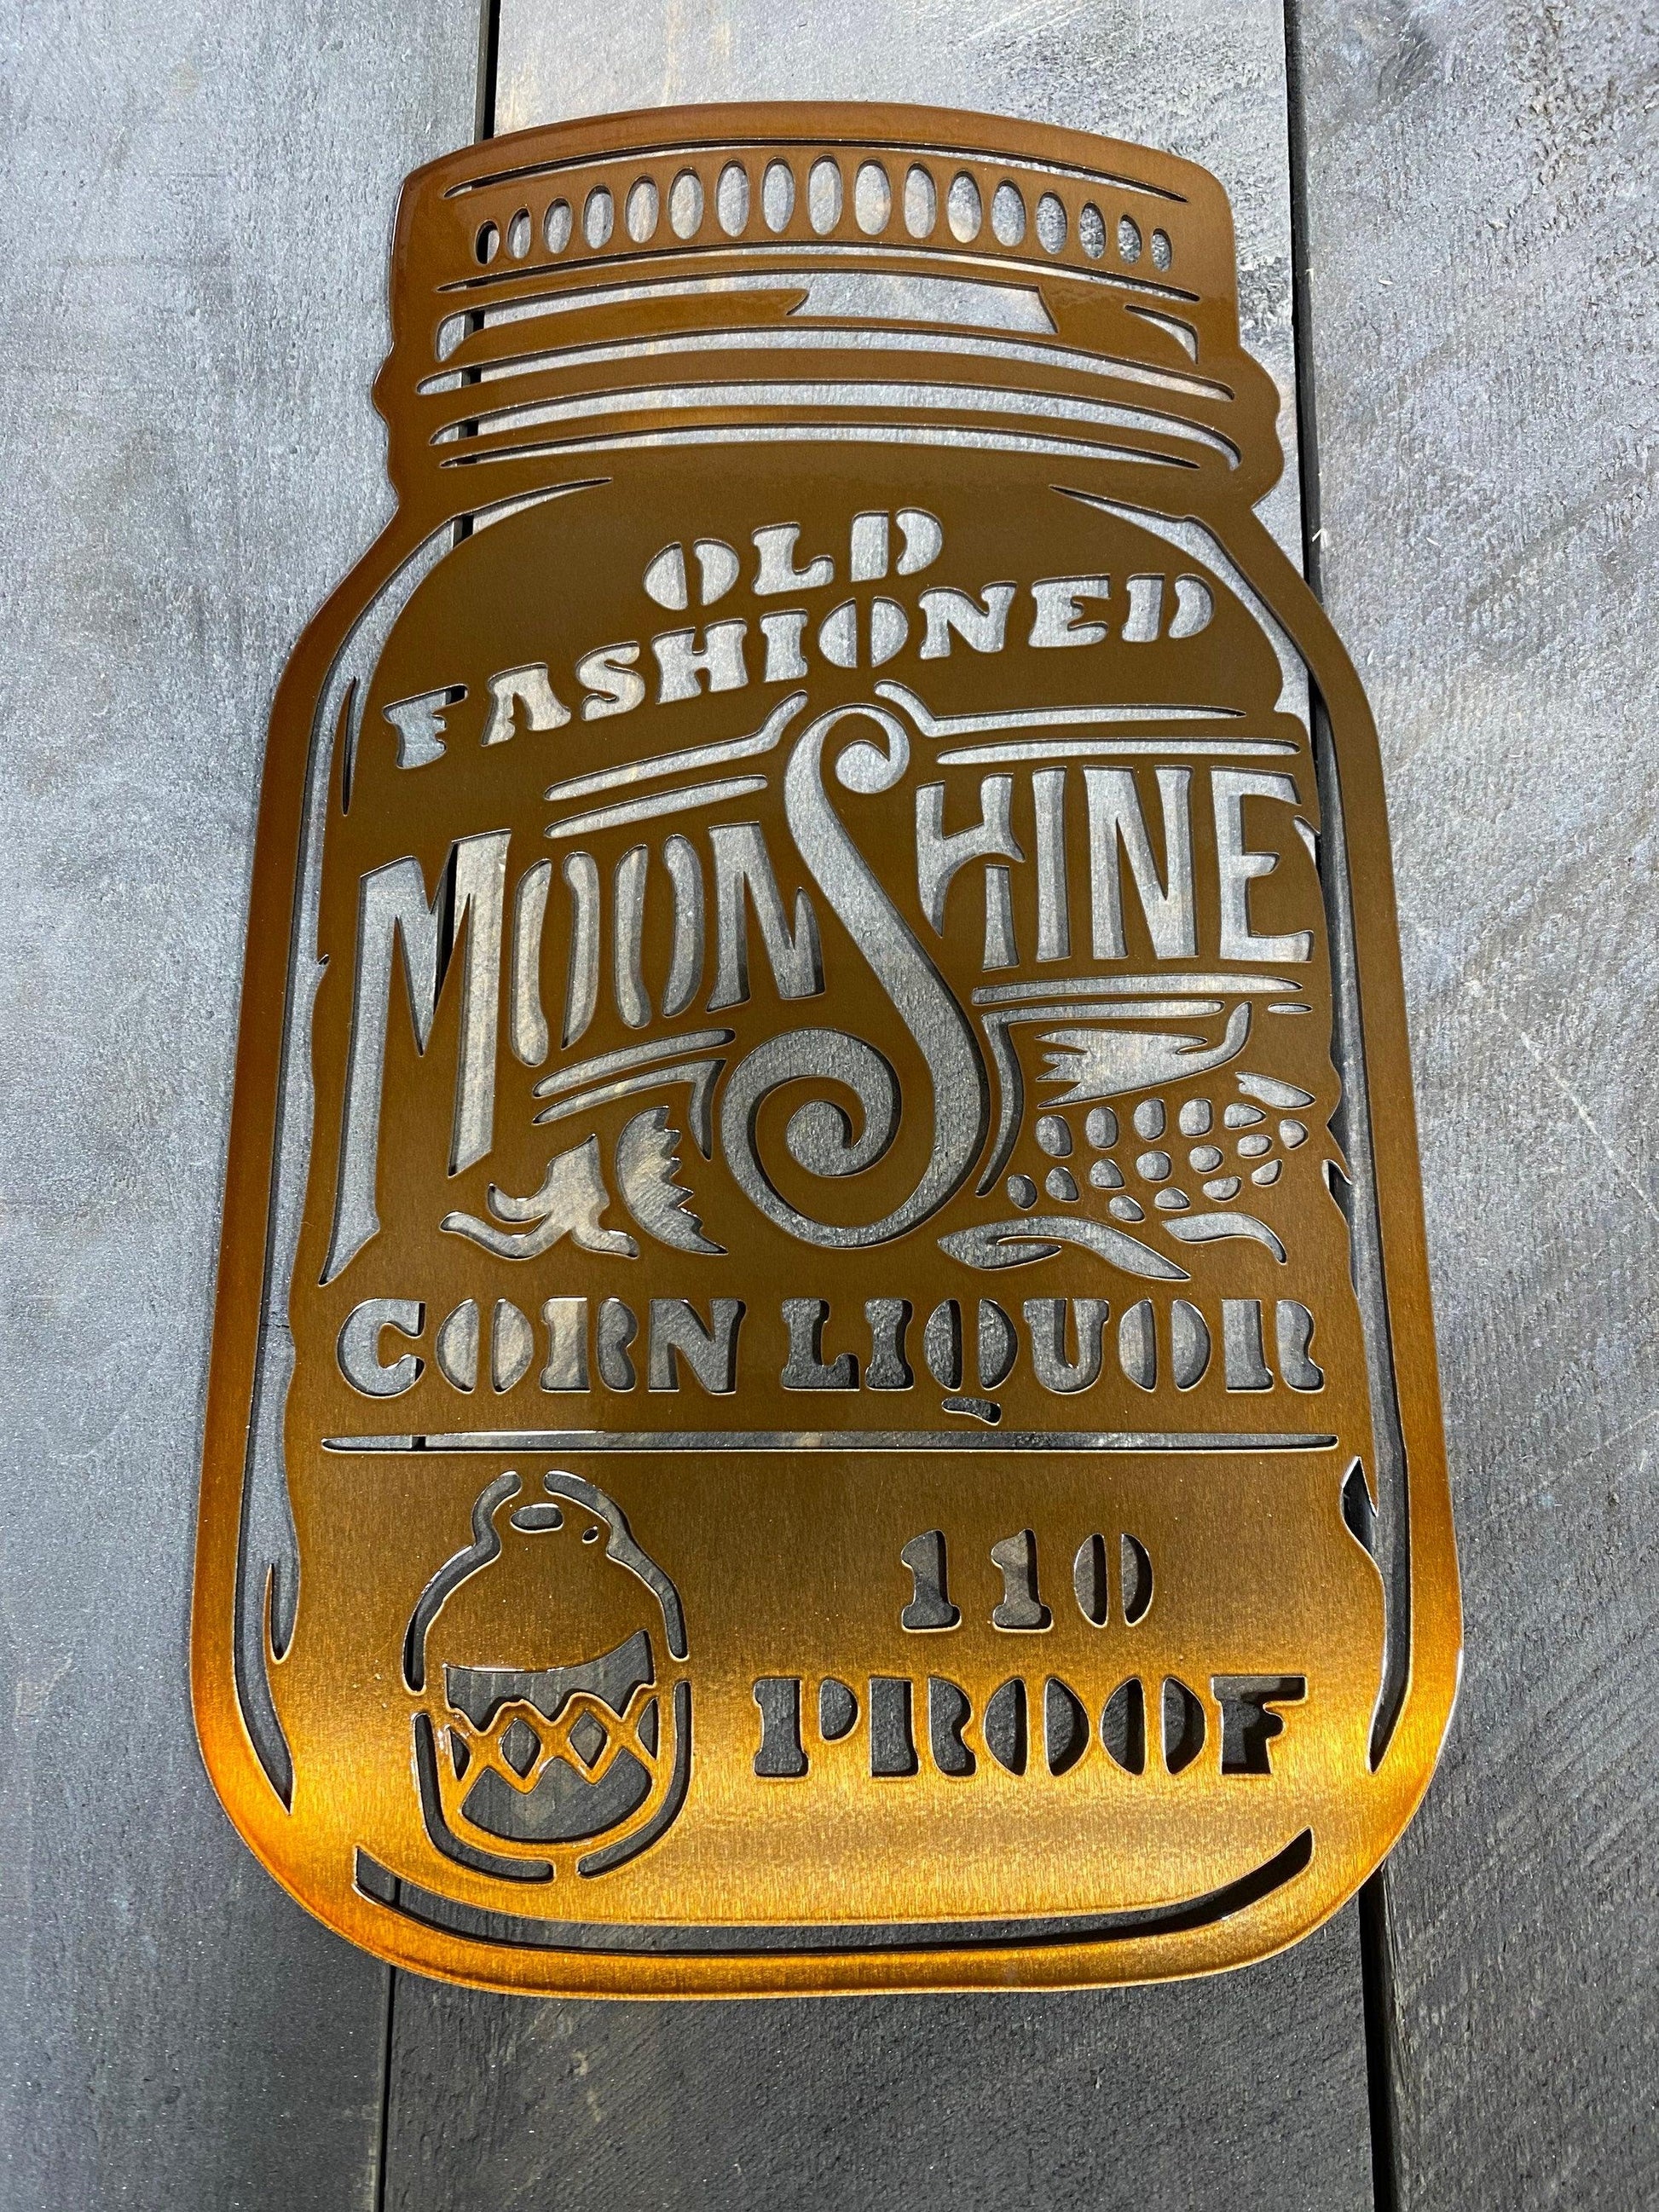 OLD
FASHIONED
MOONSHINE
CORN LIQUOR
110
PROOF